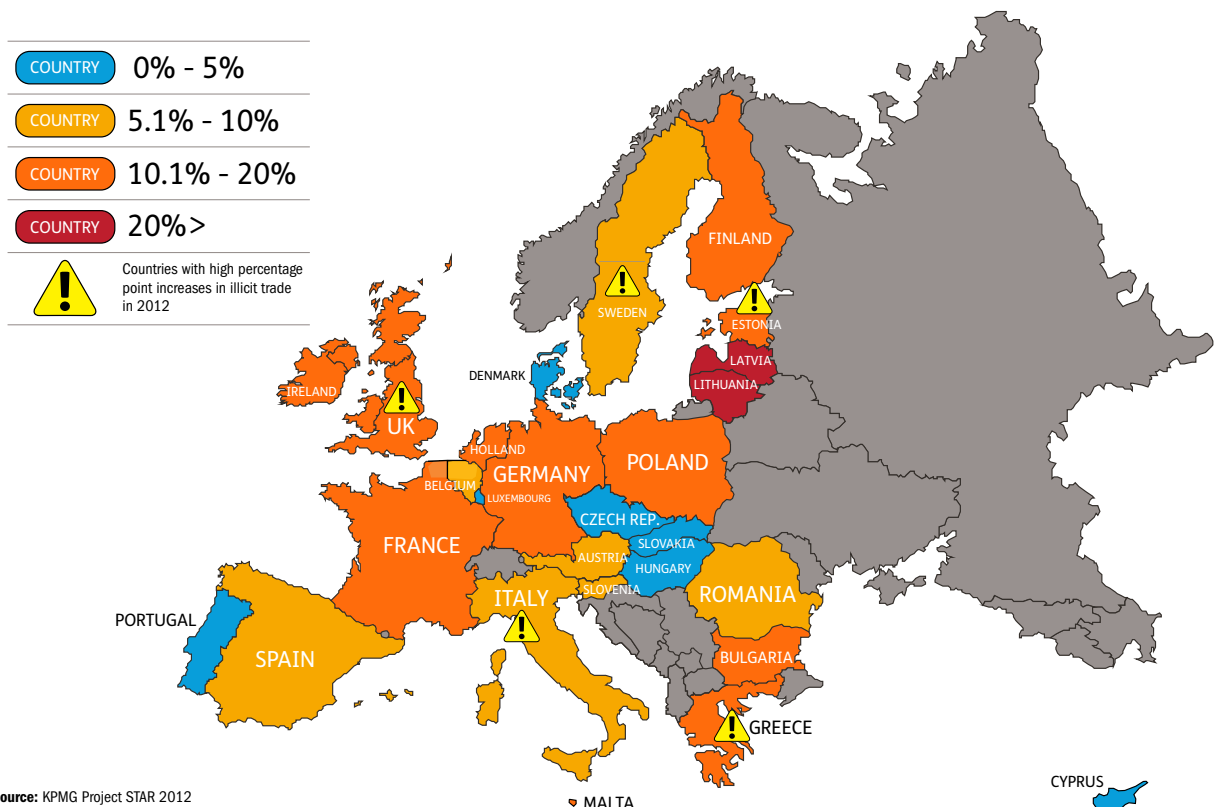 COUNTRY 0% - 5%
COUNTRY 5.1% - 10%
COUNTRY 10.1% - 20%
COUNTRY 20%>
Countries with high percentage
point increases in illicit trade
in 2012
FINLAND
SWEDEN
ESTONIA
LATVIA
DENMARK
LITHUANIA
IRELAND
UK
HOLLAND
POLAND
GERMANY
BELGIUM
LUXEMBOURG
CZECH REP.
FRANCE
SLOVAKIA
AUSTRIA
HUNGARY
SLOVENIA
ITALY
ROMANIA
PORTUGAL
SPAIN
BULGARIA
GREECE
CYPRUS
ource: KPMG Project STAR 2012
MALTA